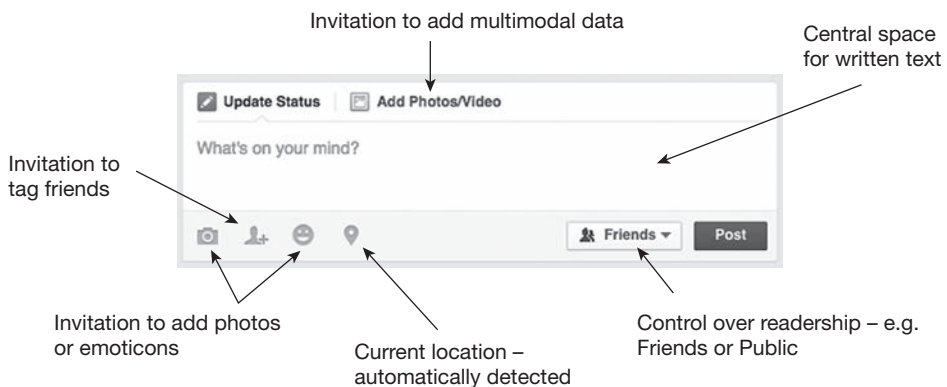 Invitation to add multimodal data
Central space
for written text
Update Status
Add Photos/Video
What's on your mind?
Invitation to
tag friends
Friends
Post
Invitation to add photos
or emoticons
Current location –
automatically detected
Control over readership – e.g.
Friends or Public